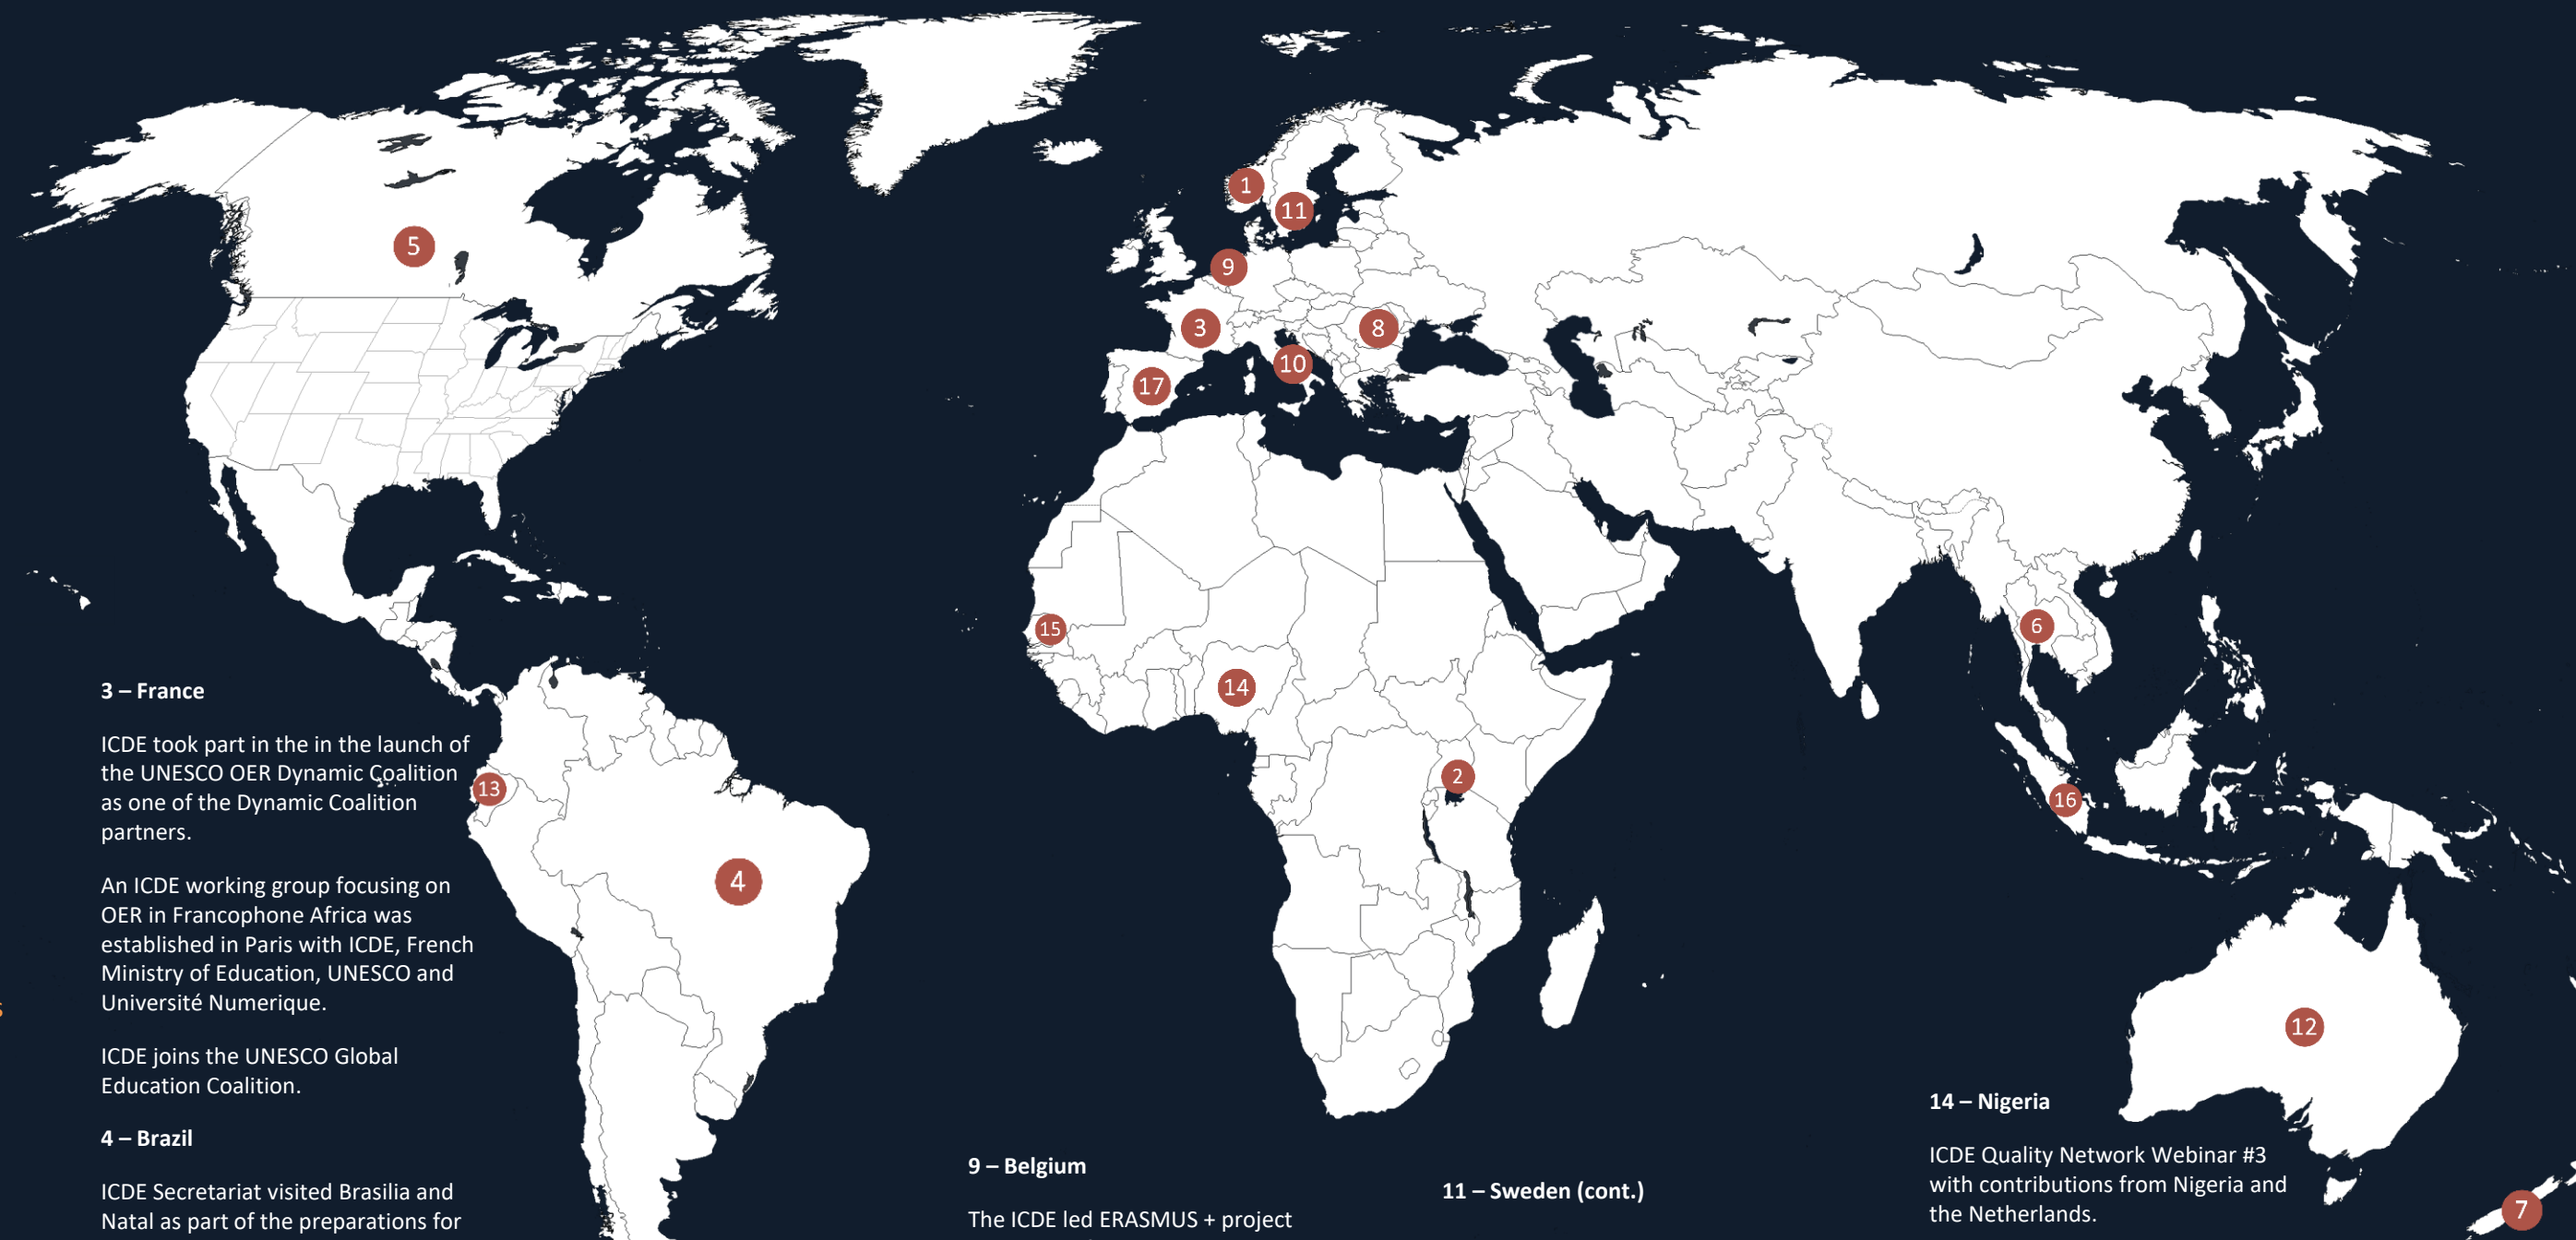 1
11
5
9
3
8
10
17
15
6
14
2
13
16
4
12
7
3 – France
ICDE took part in the in the launch of
the UNESCO OER Dynamic Coalition
as one of the Dynamic Coalition
partners.
An ICDE working group focusing on
OER in Francophone Africa was
established in Paris with ICDE, French
Ministry of Education, UNESCO and
Université Numerique.
ICDE joins the UNESCO Global
Education Coalition.
4 – Brazil
ICDE Secretariat visited Brasilia and
Natal as part of the preparations for
s
9 – Belgium
The ICDE led ERASMUS + project
11 – Sweden (cont.)
14 – Nigeria
ICDE Quality Network Webinar #3
with contributions from Nigeria and
the Netherlands.